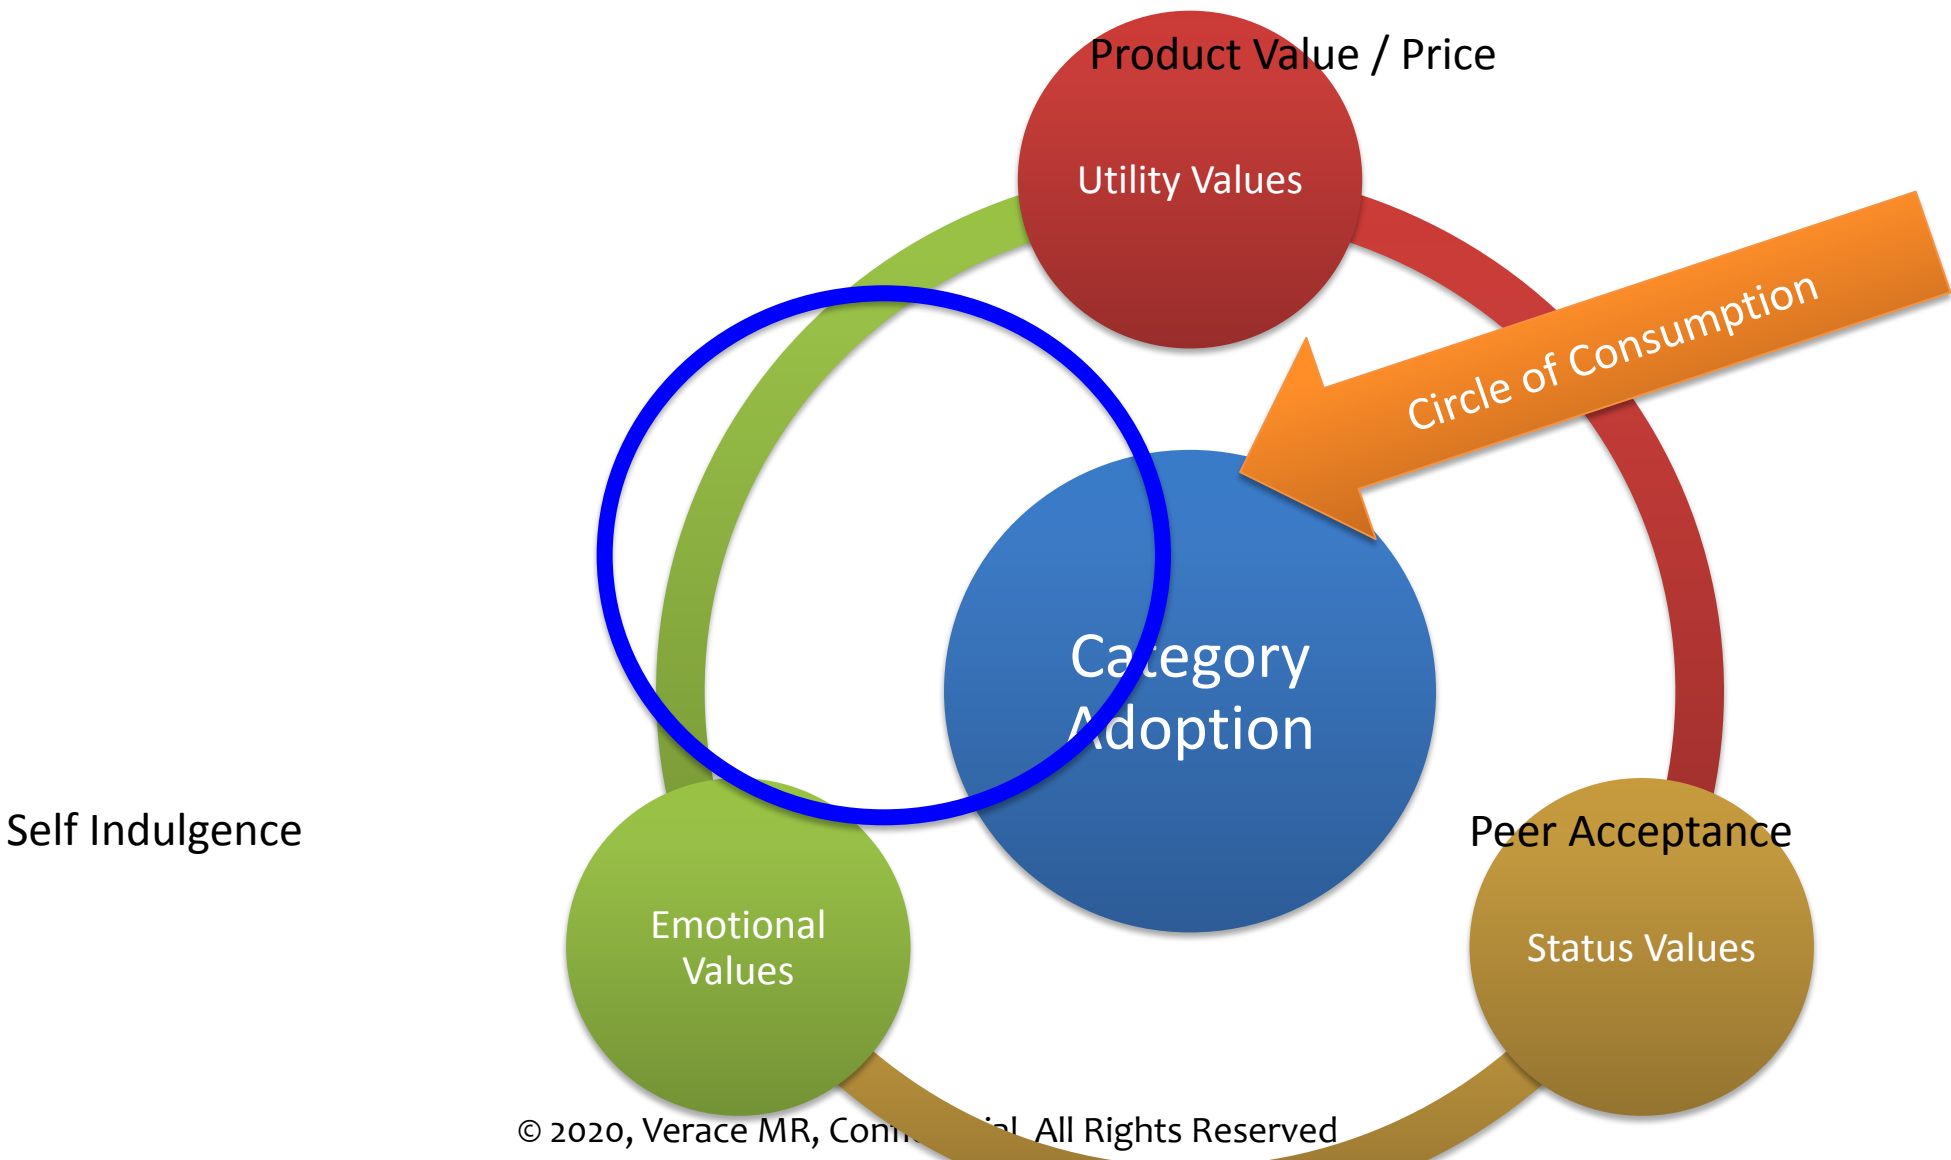 Product Value / Price
Utility Values
Circle of Consumption
Category
Adoption
Self Indulgence
Peer Acceptance
Emotional
Values
Status Values
© 2020, Verace MR, All Rights Reserved